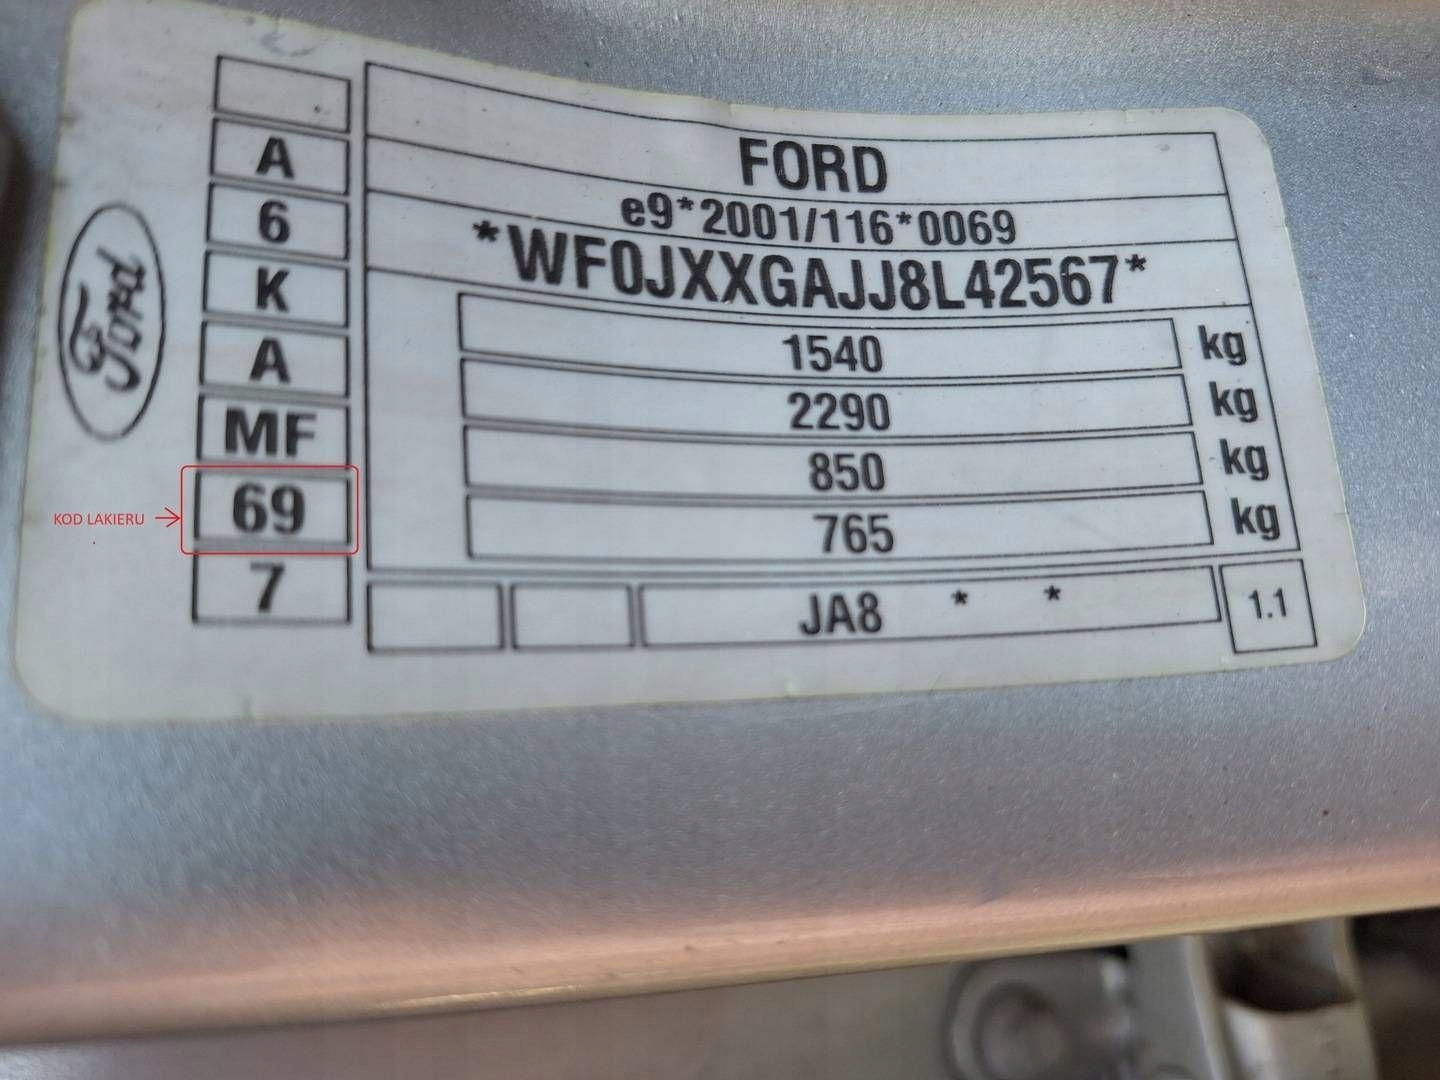 A
6
K
A
MF
69
7
Ford
KOD LAKIERU
FORD
e9*2001/116*0069
*WF0JXXGAJJ8L42567*
1540 kg
2290 kg
850 kg
765 kg
JA8 * *
1.1